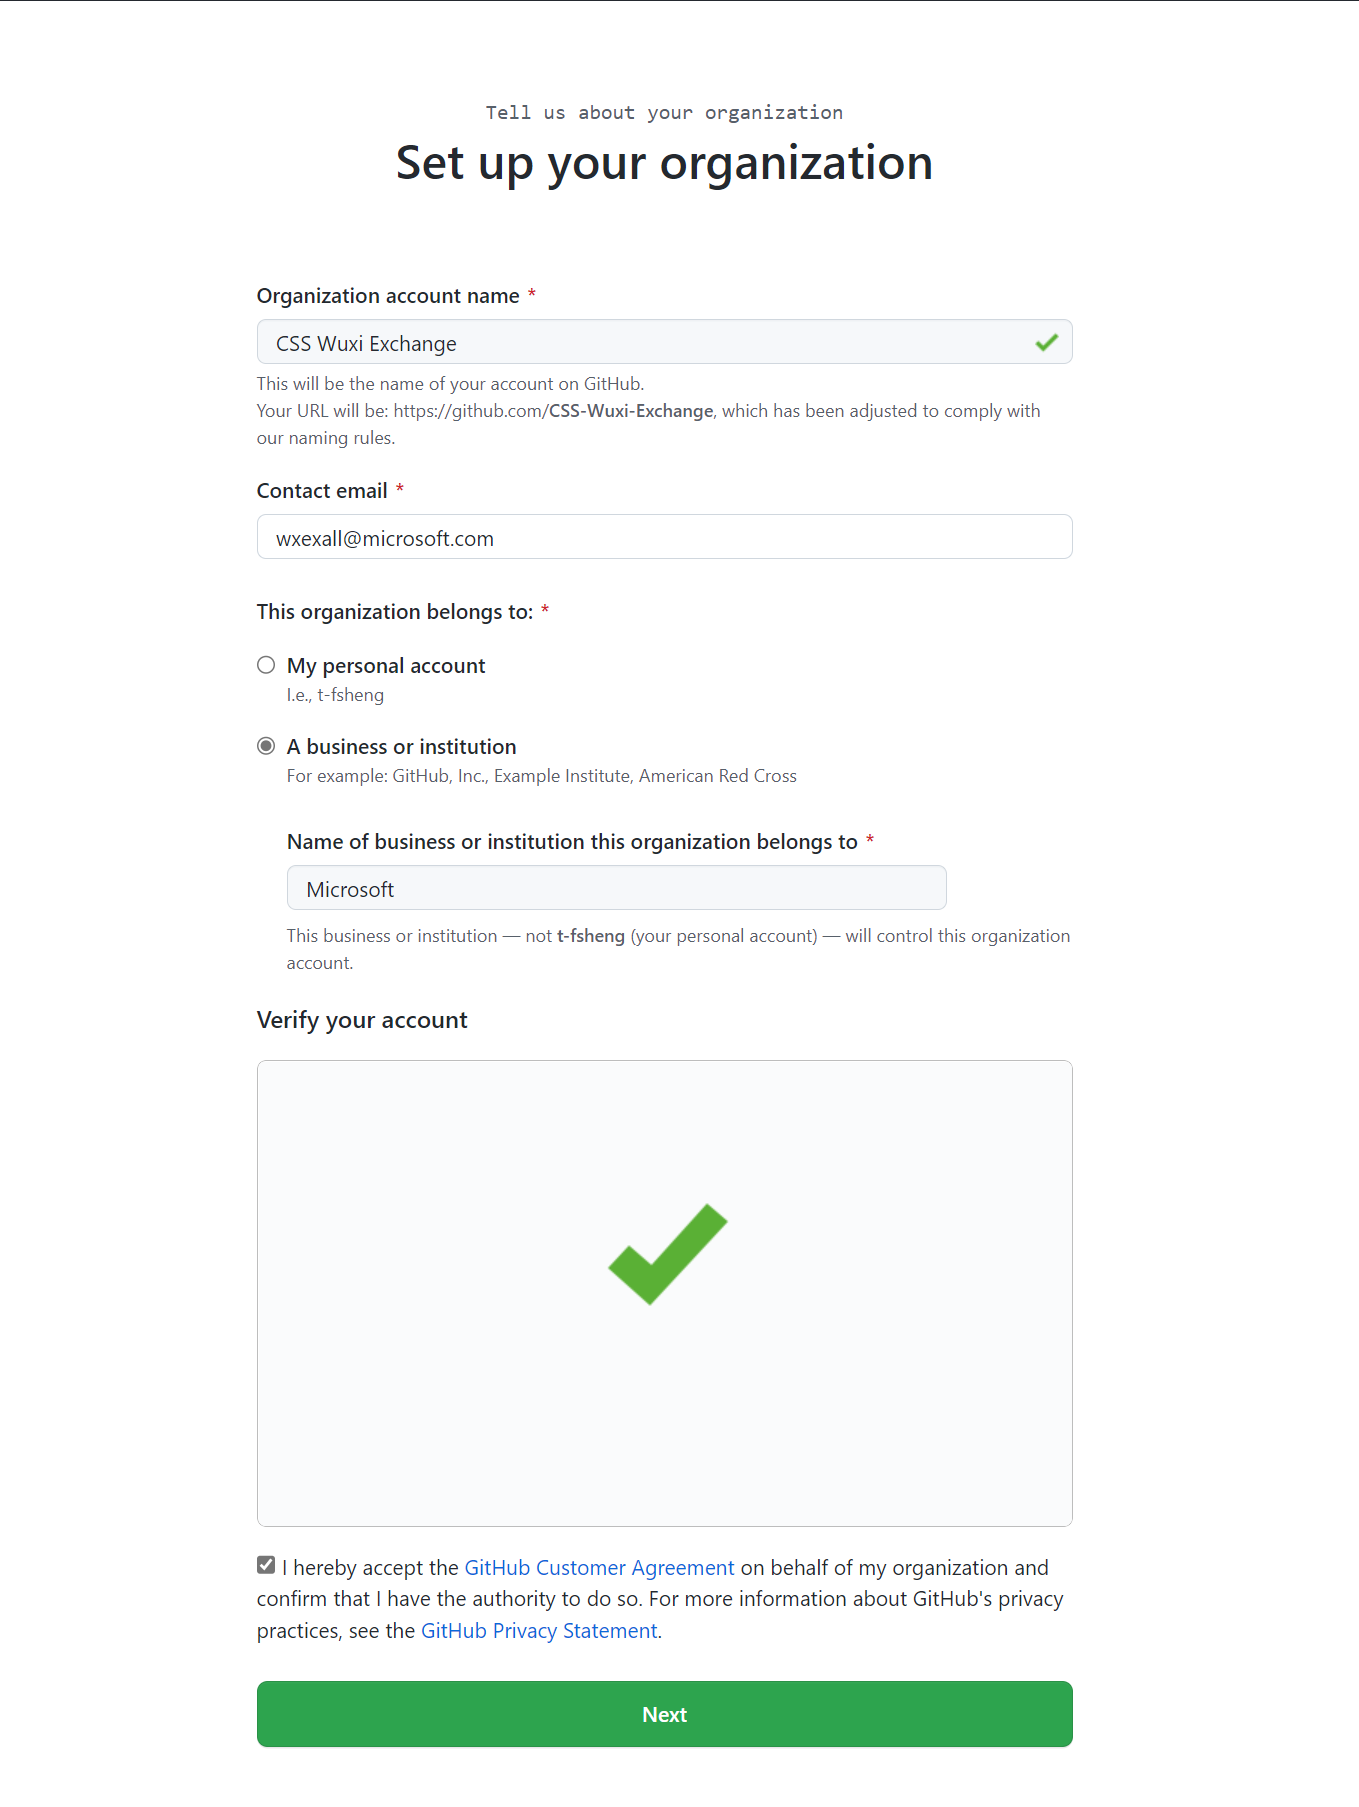 Tell us about your organization
Set up your organization
Organization account name *
CSS Wuxi Exchange
This will be the name of your account on GitHub.
Your URL will be: https://github.com/CSS-Wuxi-Exchange, which has been adjusted to comply with
our naming rules.
Contact email *
wxexall@microsoft.com
This organization belongs to: *
My personal account
I.e., t-fsheng
A business or institution
For example: GitHub, Inc., Example Institute, American Red Cross
Name of business or institution this organization belongs to *
Microsoft
This business or institution — not t-fsheng (your personal account) — will control this organization
account.
Verify your account
I hereby accept the GitHub Customer Agreement on behalf of my organization and
confirm that I have the authority to do so. For more information about GitHub's privacy
practices, see the GitHub Privacy Statement.
Next